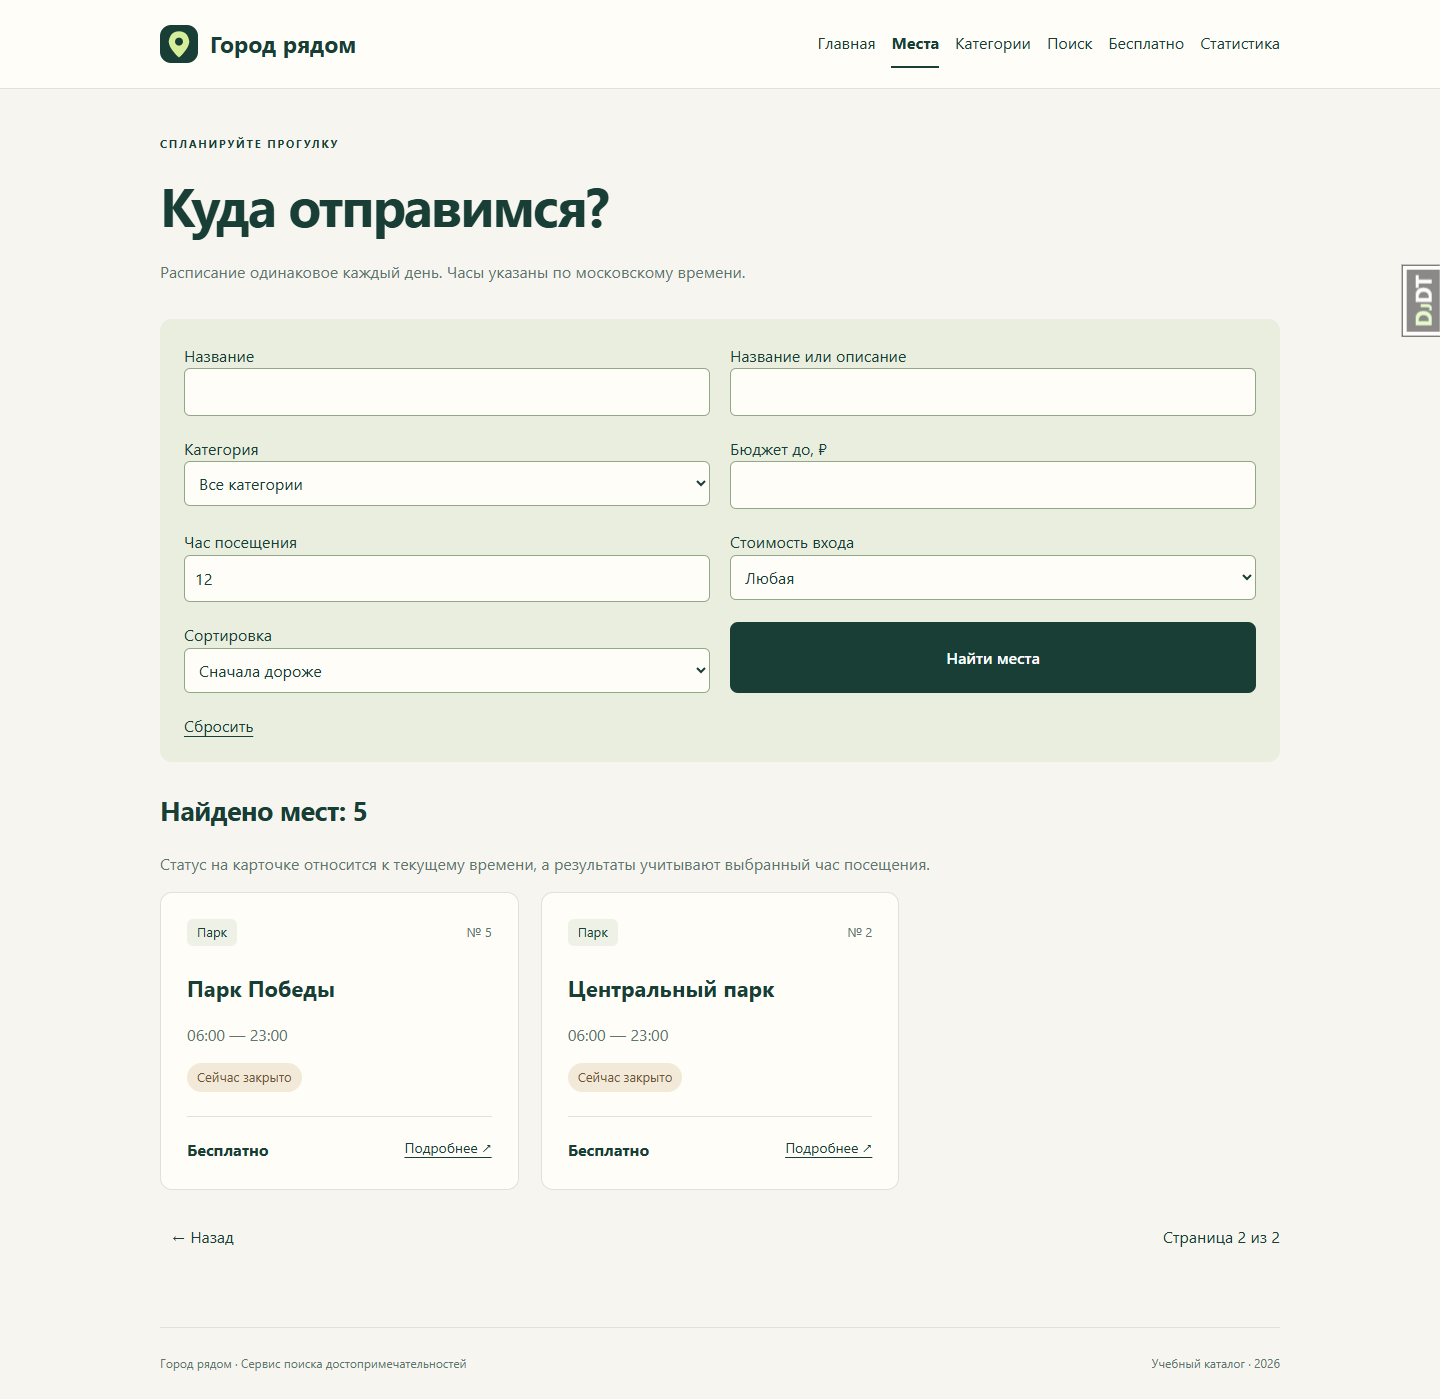 Город рядом
Главная Места Категории Поиск Бесплатно Статистика
СПЛАНИРУЙТЕ ПРОГУЛКУ
Куда отправимся?
Расписание одинаковое каждый день. Часы указаны по московскому времени.
DJDT
Название
Название или описание
Категория
Все категории
Бюджет до, ₽
Час посещения
12
Стоимость входа
Любая
Сортировка
Сначала дороже
Найти места
Сбросить
Найдено мест: 5
Статус на карточке относится к текущему времени, а результаты учитывают выбранный час посещения.
Парк № 5
Парк Победы
06:00 — 23:00
Сейчас закрыто
Бесплатно Подробнее ↗
Парк № 2
Центральный парк
06:00 — 23:00
Сейчас закрыто
Бесплатно Подробнее ↗
← Назад
Страница 2 из 2
Город рядом · Сервис поиска достопримечательностей
Учебный каталог · 2026